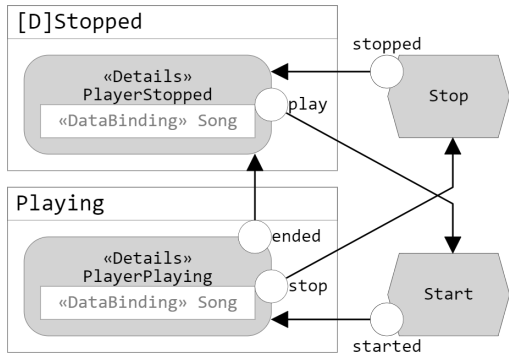 [D]Stopped
stopped
«Details»
PlayerStopped
«DataBinding» Song
play
Stop
Playing
ended
«Details»
PlayerPlaying
«DataBinding» Song
stop
Start
started